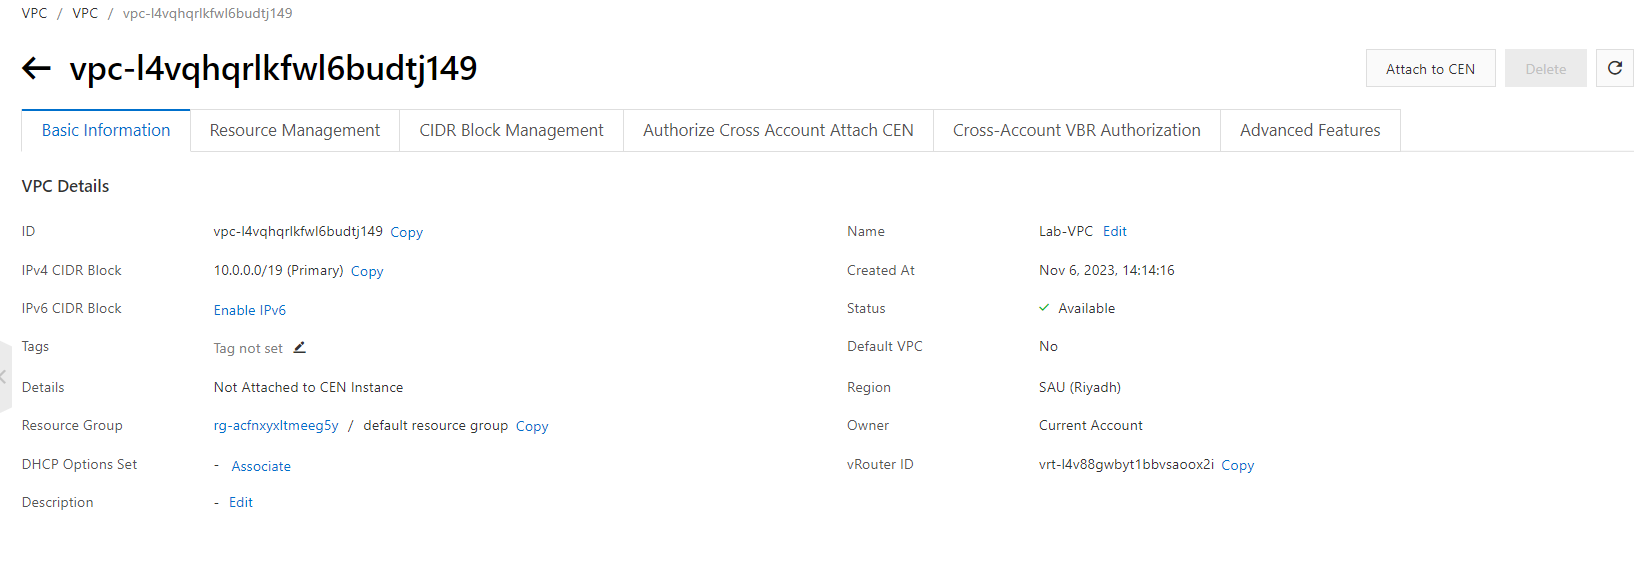 VPC / VPC / vpc-l4vqhqrlkfwl6budtj149
vpc-l4vqhqrlkfwl6budtj149
Attach to CEN Delete
Basic Information Resource Management CIDR Block Management Authorize Cross Account Attach CEN Cross-Account VBR Authorization Advanced Features
VPC Details
ID vpc-l4vqhqrlkfwl6budtj149 Copy Name Lab-VPC Edit
IPv4 CIDR Block 10.0.0.0/19 (Primary) Copy Created At Nov 6, 2023, 14:14:16
IPv6 CIDR Block Enable IPv6 Status Available
Tags Tag not set Default VPC No
Details Not Attached to CEN Instance Region SAU (Riyadh)
Resource Group rg-acfnxyxltmeeg5y / default resource group Copy Owner Current Account
DHCP Options Set - Associate vRouter ID vrt-l4v88gwbyt1bbvsaoox2i Copy
Description - Edit